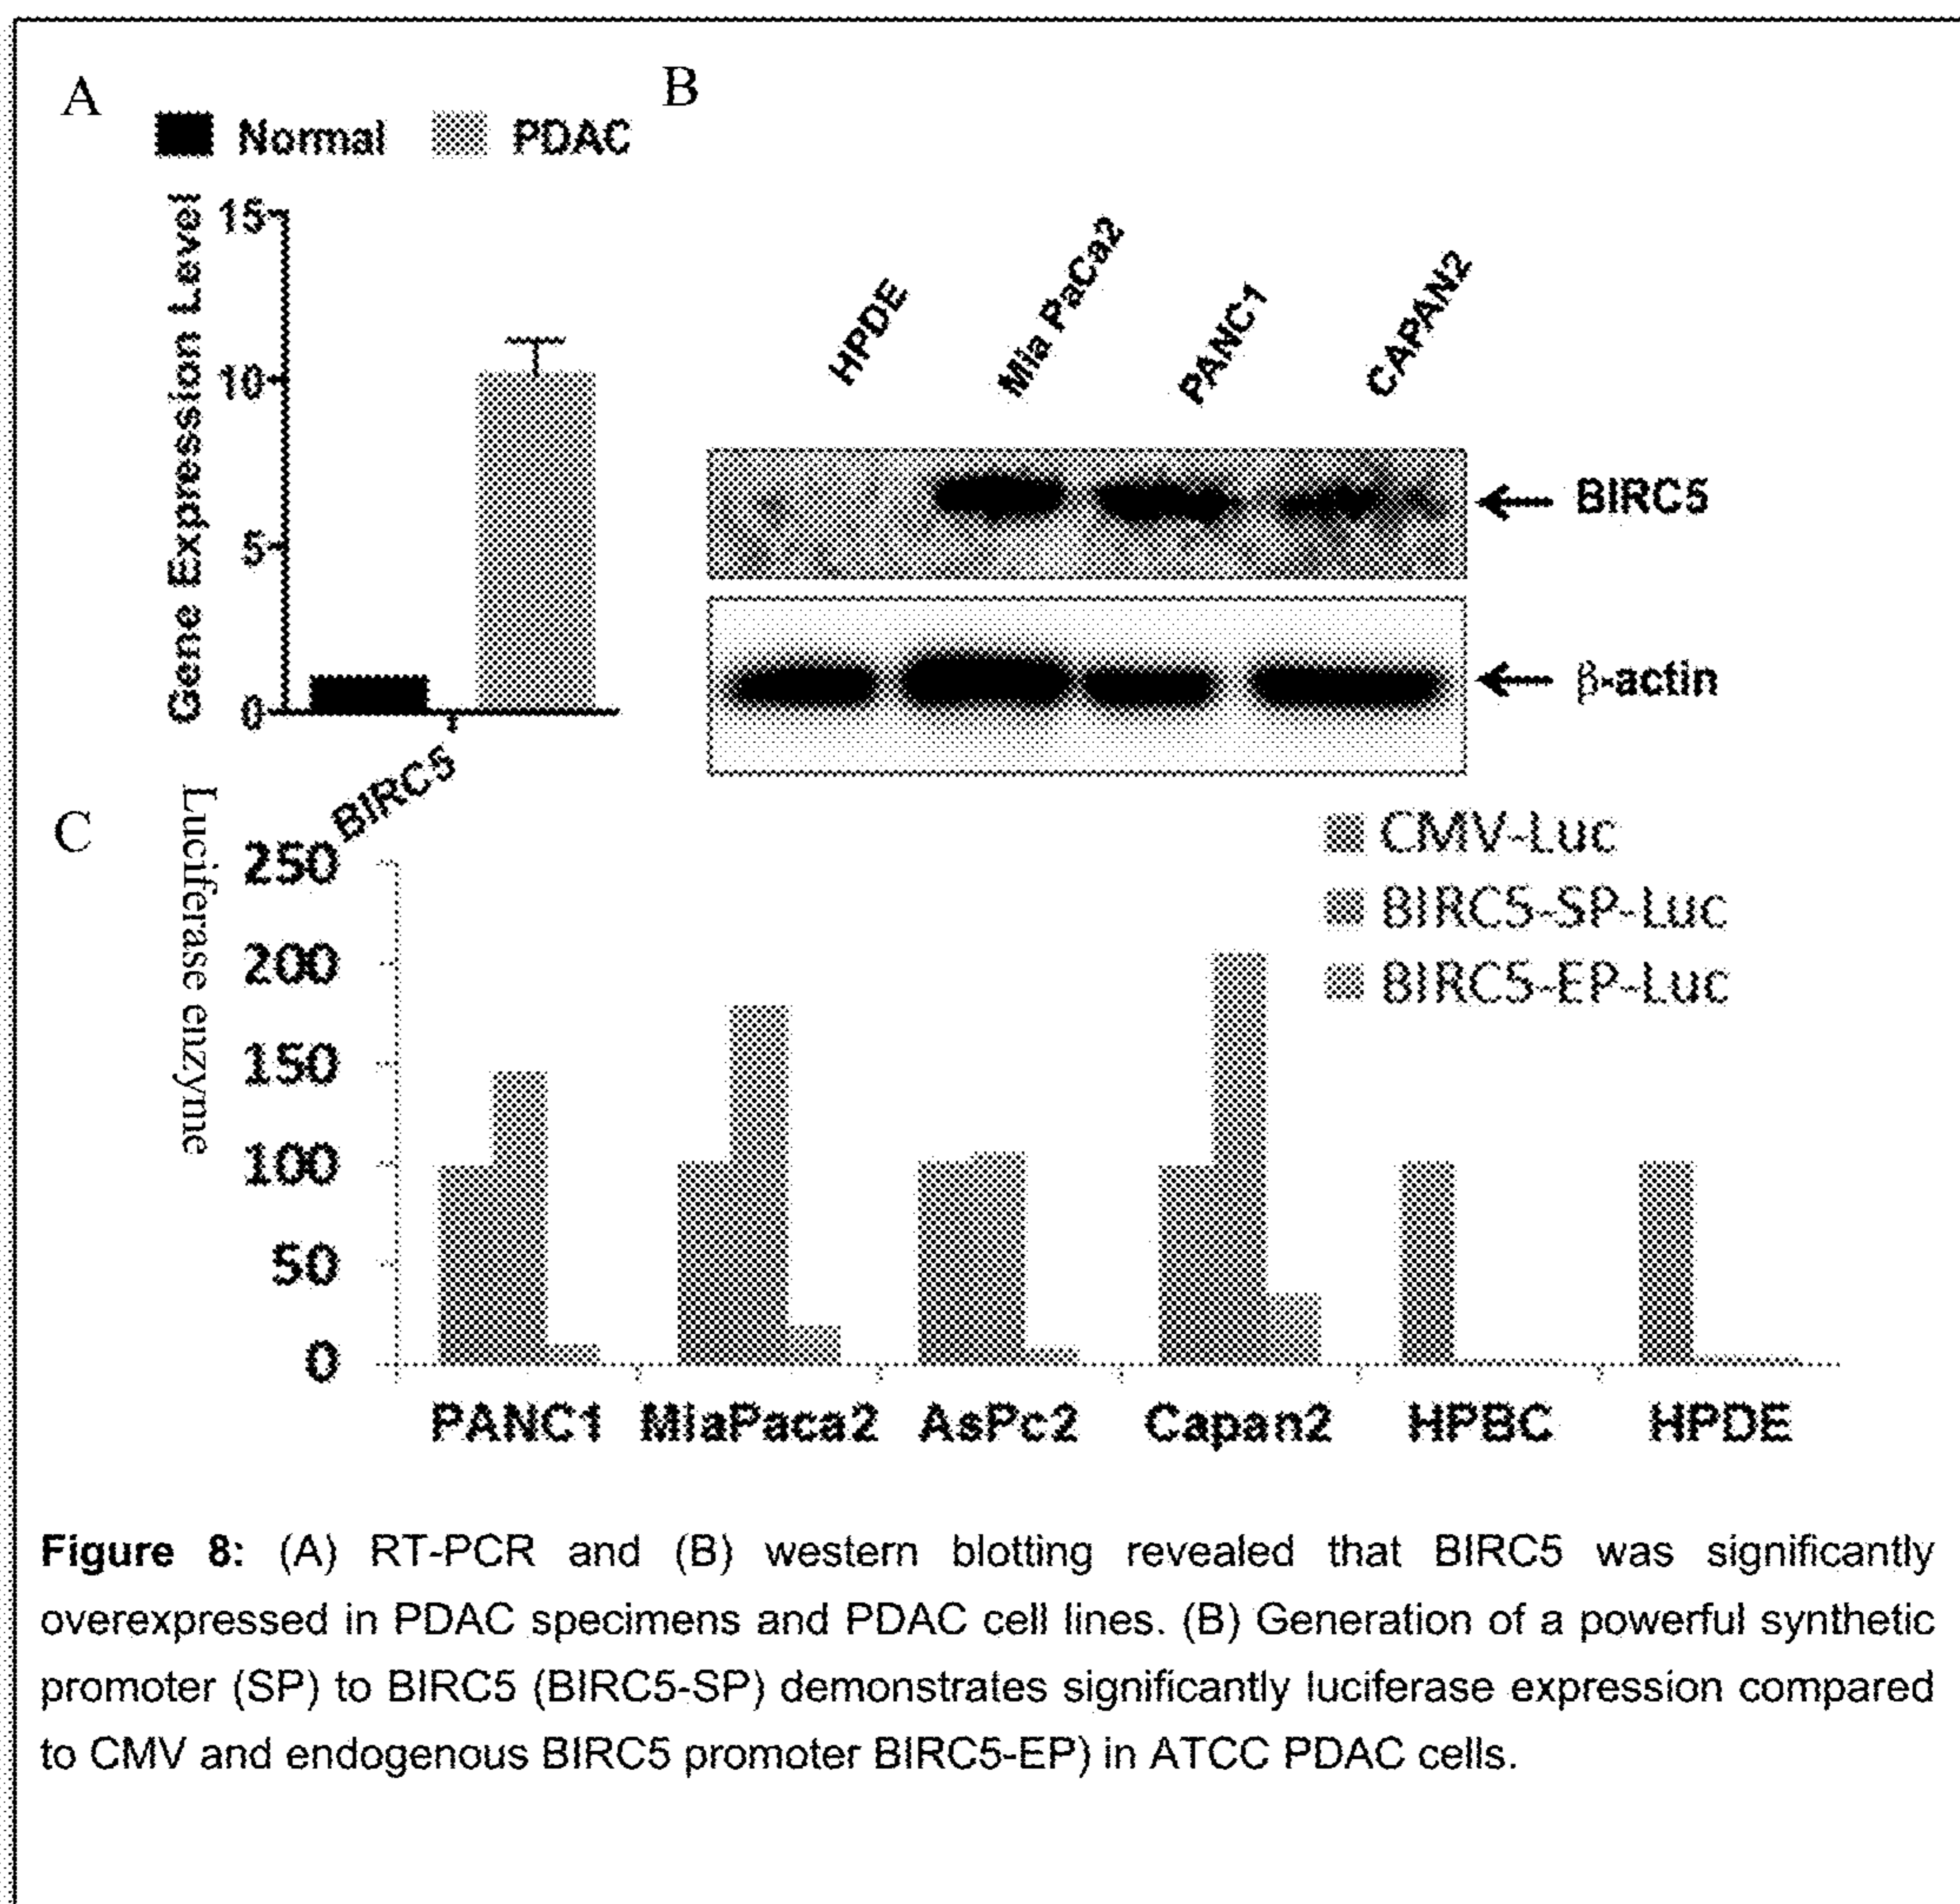 A
Normal PDAC
Gene Expression Level
15
10
5
0
BIRC5
B
HPDE
Mia PaCa2
PANC1
CAPAN2
BIRC5
β-actin
C
Luciferase enzyme
250
200
150
100
50
0
CMV-Luc
BIRC5-SP-Luc
BIRC5-EP-Luc
PANC1 MiaPaca2 AsPc2 Capan2 HPBC HPDE
Figure 8: (A) RT-PCR and (B) western blotting revealed that BIRC5 was significantly
overexpressed in PDAC specimens and PDAC cell lines. (B) Generation of a powerful synthetic
promoter (SP) to BIRC5 (BIRC5-SP) demonstrates significantly luciferase expression compared
to CMV and endogenous BIRC5 promoter BIRC5-EP) in ATCC PDAC cells.